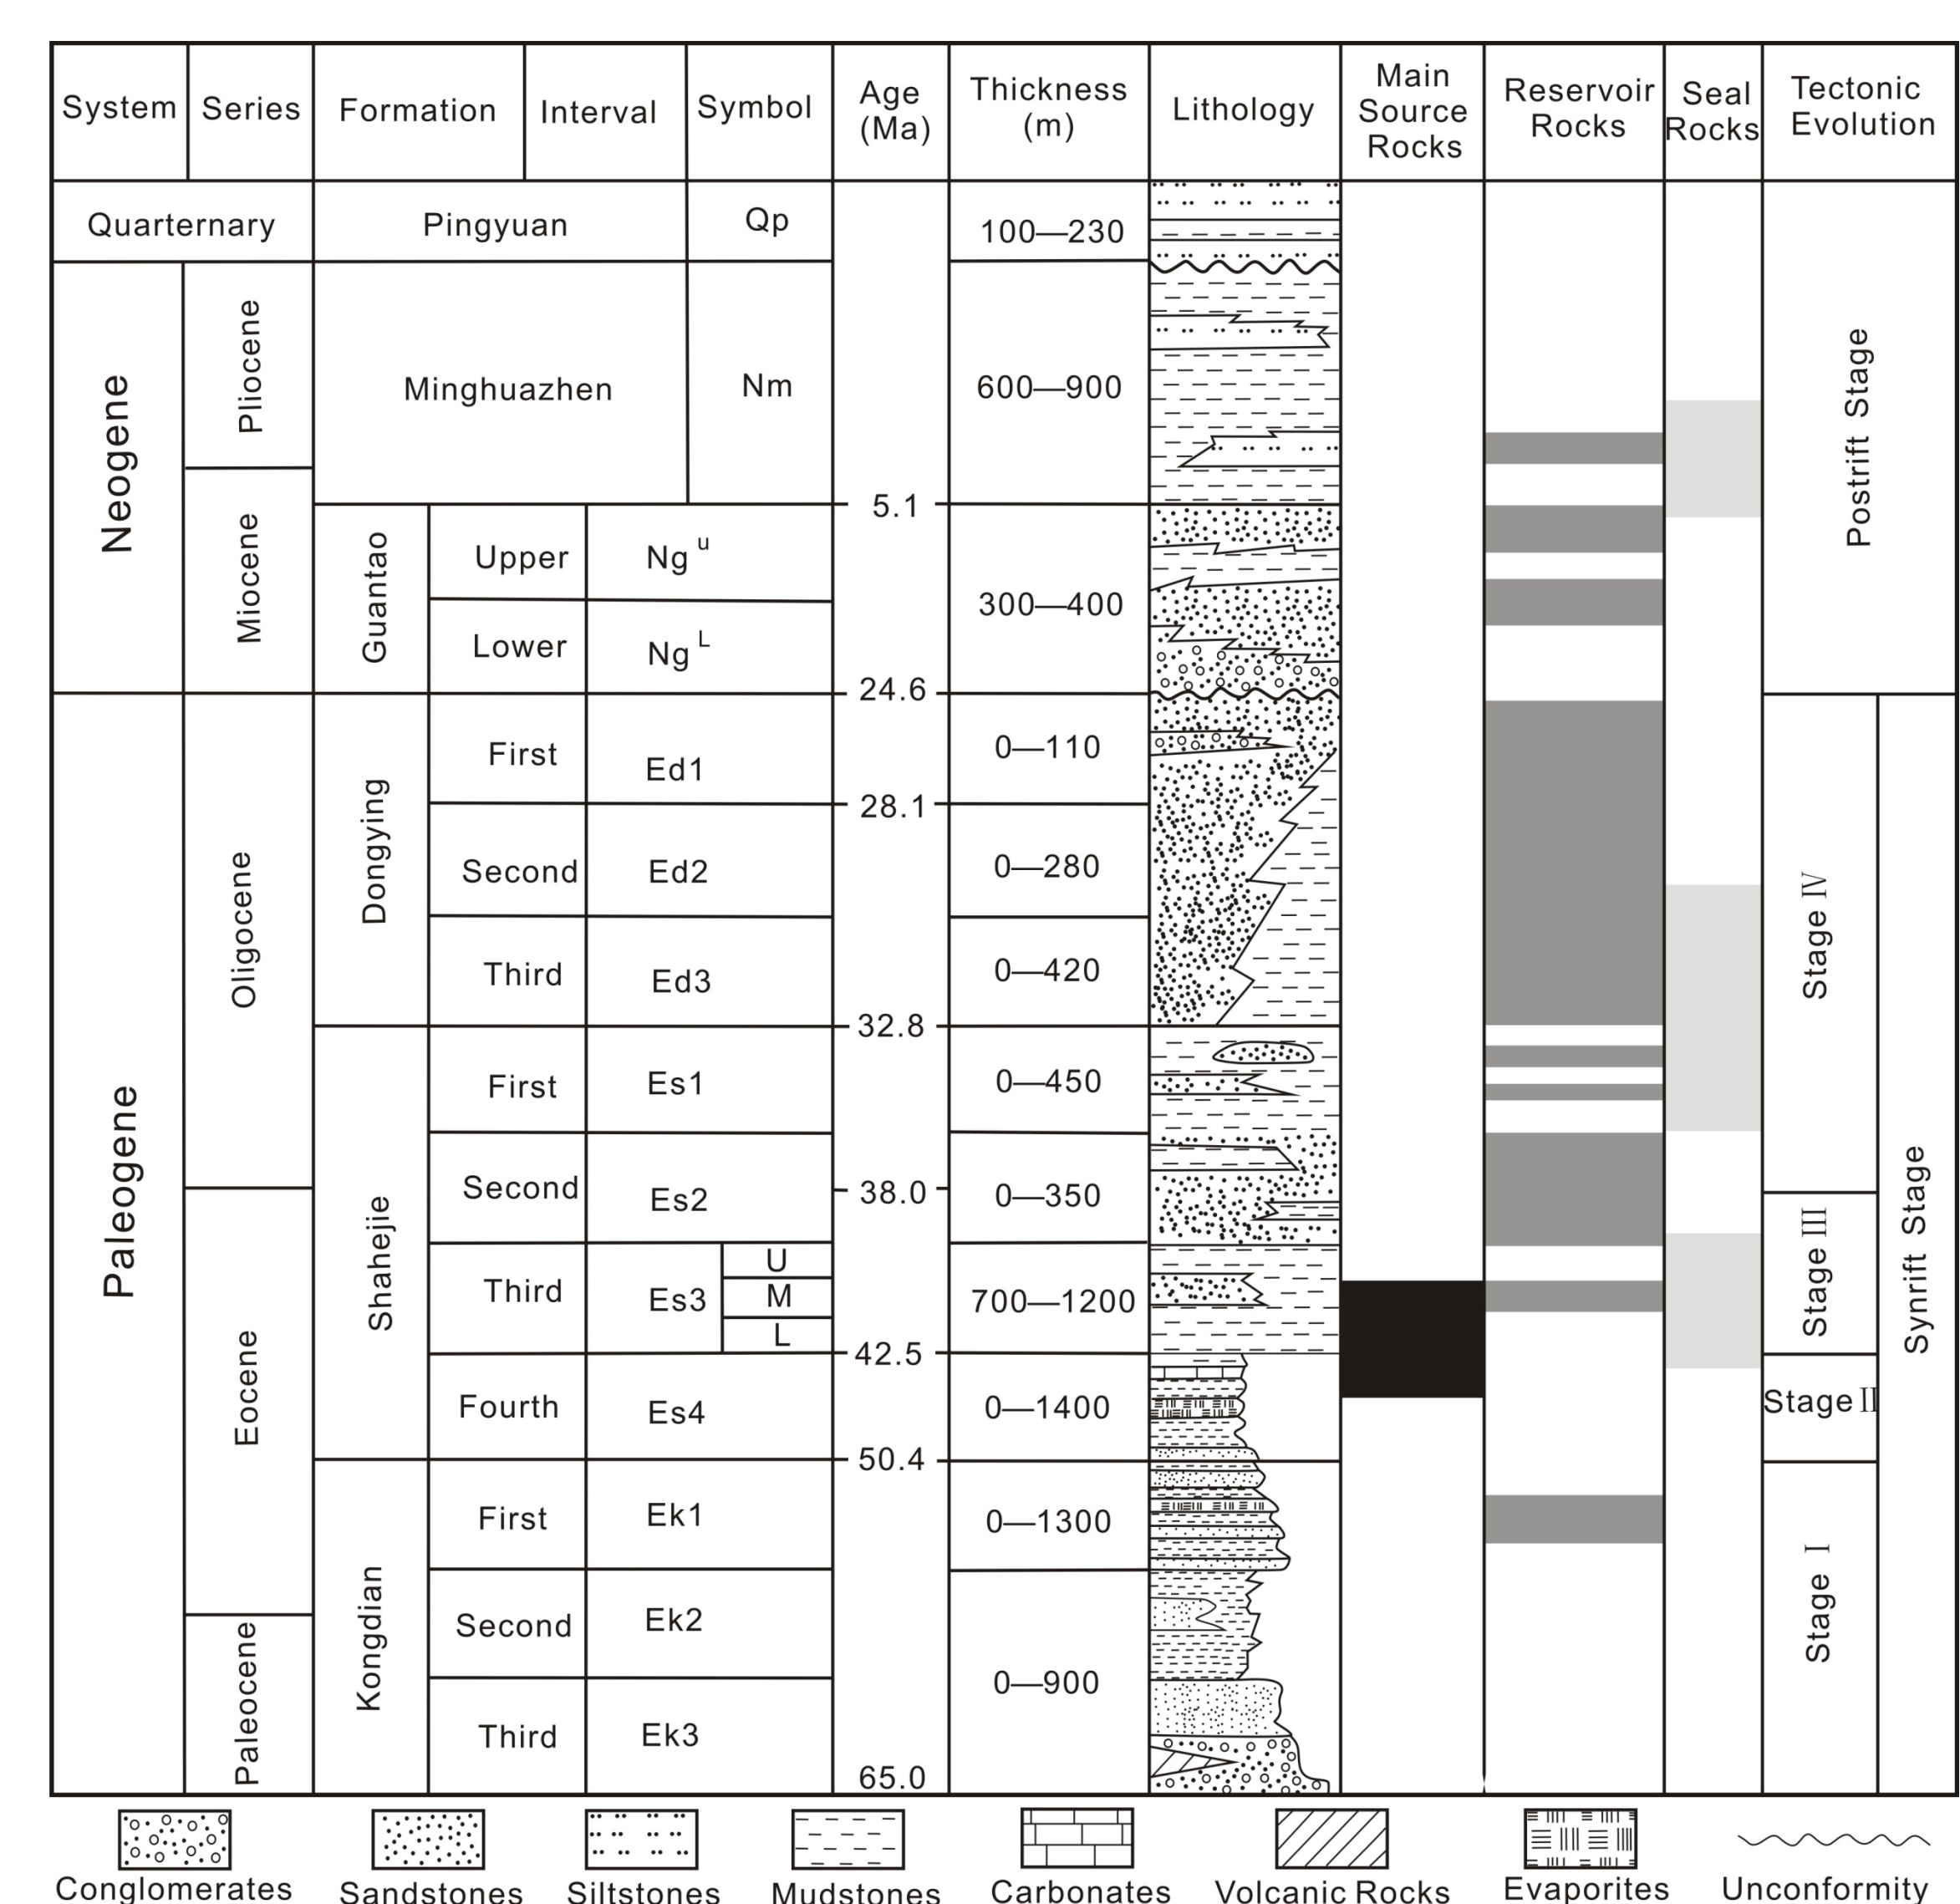 System
Series
Formation
Interval
Symbol
Age
(Ma)
Thickness
(m)
Lithology
Main
Source
Rocks
Reservoir
Rocks
Seal
Rocks
Tectonic
Evolution
Quarternary
Pingyuan
Qp
100—230
Neogene
Pliocene
Minghuazhen
Nm
600—900
Postrift Stage
5.1
Miocene
Guantao
Upper
Ng u
300—400
Lower
Ng L
24.6
Paleogene
Oligocene
Dongying
First
Ed1
0—110
28.1
Second
Ed2
0—280
Third
Ed3
0—420
Stage IV
32.8
Shahejie
First
Es1
0—450
Second
Es2
38.0
0—350
Synrift Stage
Eocene
Third
Es3
U
M
L
700—1200
Stage III
42.5
Fourth
Es4
0—1400
Stage II
50.4
Kongdian
First
Ek1
0—1300
Second
Ek2
0—900
Stage I
Paleocene
Third
Ek3
65.0
Conglomerates
Sandstones
Siltstones
Mudstones
Carbonates
Volcanic Rocks
Evaporites
Unconformity